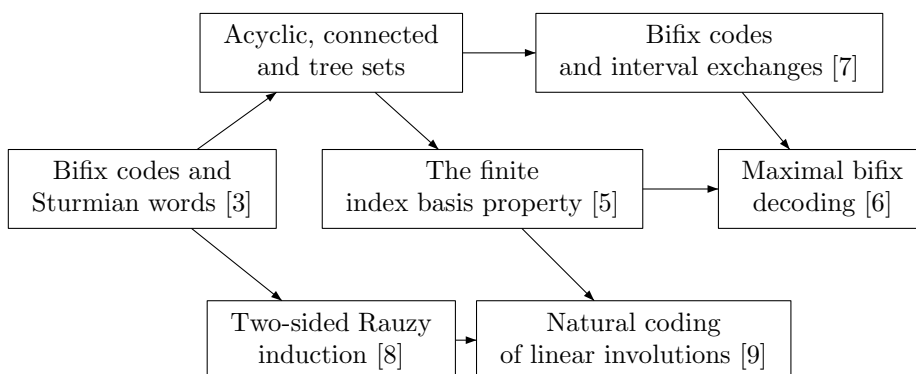 Acyclic, connected
and tree sets
Bifix codes
and interval exchanges [7]
Bifix codes and
Sturmian words [3]
The finite
index basis property [5]
Maximal bifix
decoding [6]
Two-sided Rauzy
induction [8]
Natural coding
of linear involutions [9]